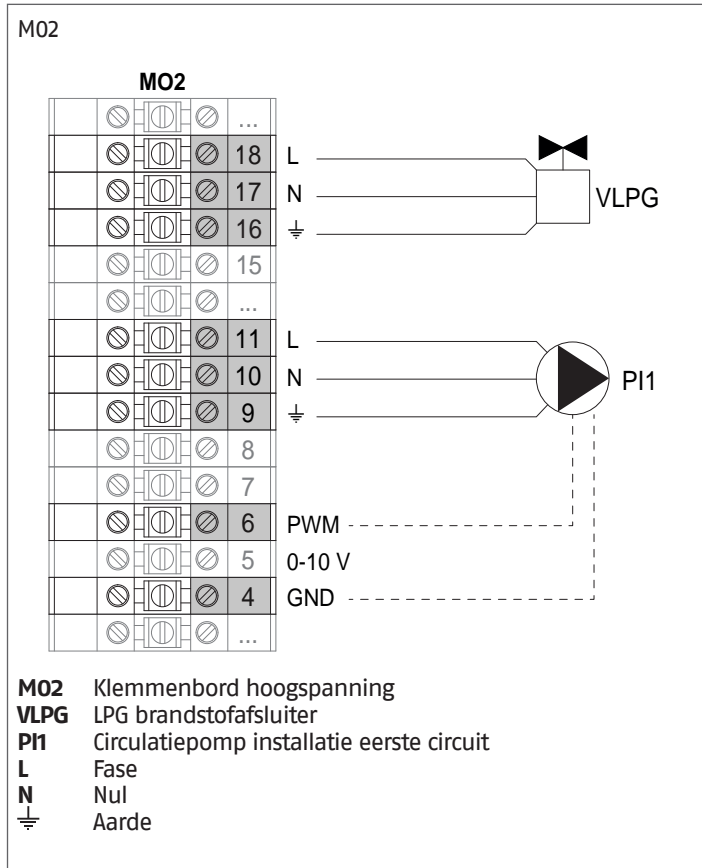 M02
MO2
...
18 L
17 N VLPG
16 ⏚
15
...
11 L
10 N PI1
9 ⏚
8
7
6 PWM
5 0-10 V
4 GND
...
M02 Klemmenbord hoogspanning
VLPG LPG brandstofafsluiter
PI1 Circulatiepomp installatie eerste circuit
L Fase
N Nul
⏚ Aarde